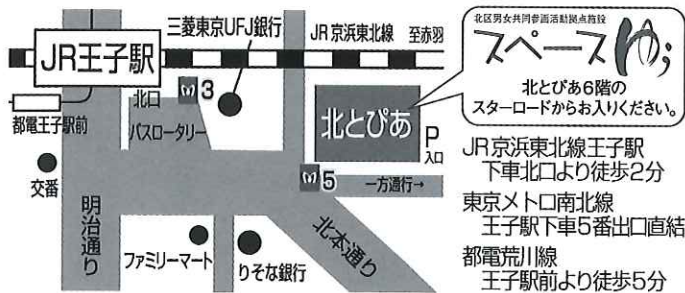 三菱東京UFJ銀行
JR京浜東北線
至赤羽
JR王子駅
北口
3
都電王子駅前
バスロータリー
北とぴあ
P
入口
交番
5
一方通行→
明治通り
北本通り
ファミリーマート
りそな銀行
北区男女共同参画活動拠点施設
スペースゆう
北とぴあ6階の
スターロードからお入りください。
JR京浜東北線王子駅
下車北口より徒歩2分
東京メトロ南北線
王子駅下車5番出口直結
都電荒川線
王子駅前より徒歩5分